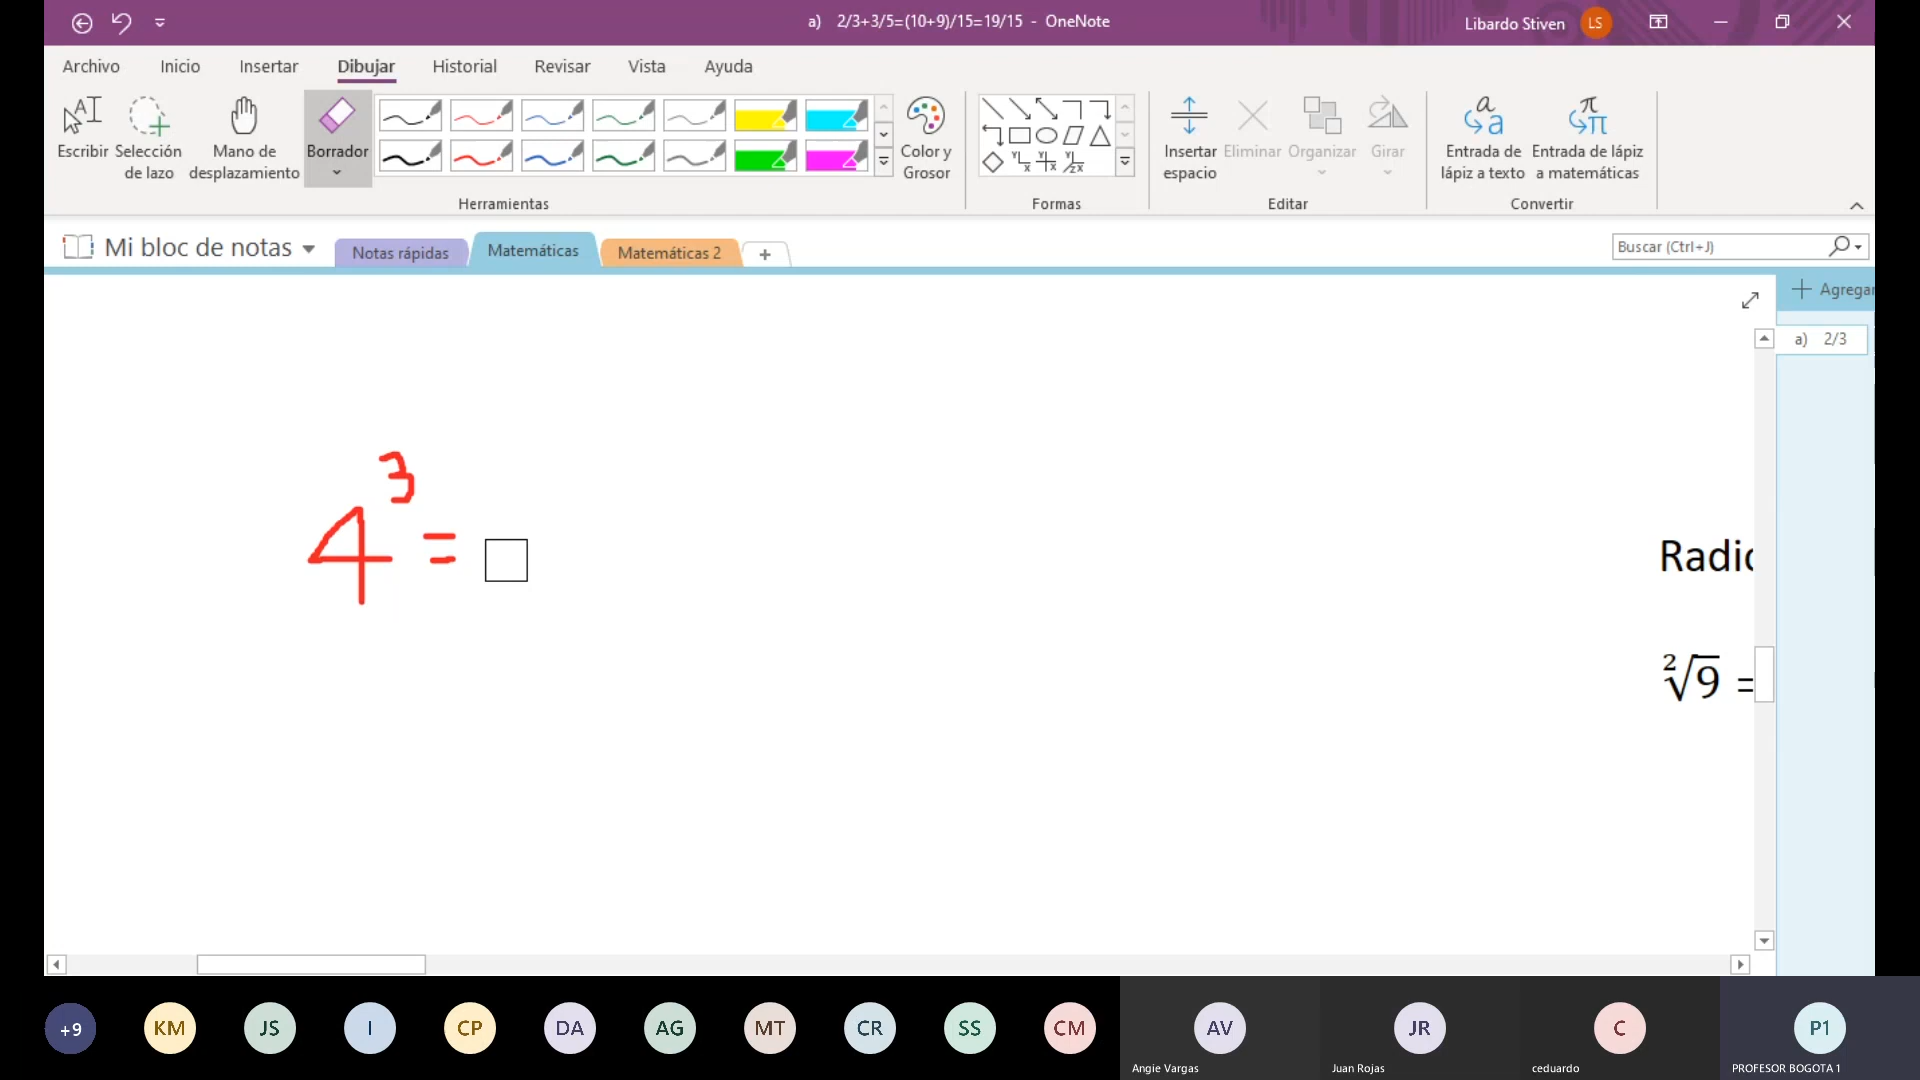 a) 2/3+3/5=(10+9)/15=19/15 - OneNote
Libardo Stiven LS
Archivo Inicio Insertar Dibujar Historial Revisar Vista Ayuda
Escribir
Selección de lazo
Mano de desplazamiento
Borrador
Color y Grosor
Insertar espacio
Eliminar
Organizar
Girar
Entrada de lápiz a texto
Entrada de lápiz a matemáticas
Herramientas Formas Editar Convertir
Mi bloc de notas Notas rápidas Matemáticas Matemáticas 2 +
Buscar (Ctrl+J)
Agregar
a) 2/3
4³ =
Radic
²√9 =
+9 KM JS I CP DA AG MT CR SS CM AV JR C P1
Angie Vargas Juan Rojas ceduardo PROFESOR BOGOTA 1